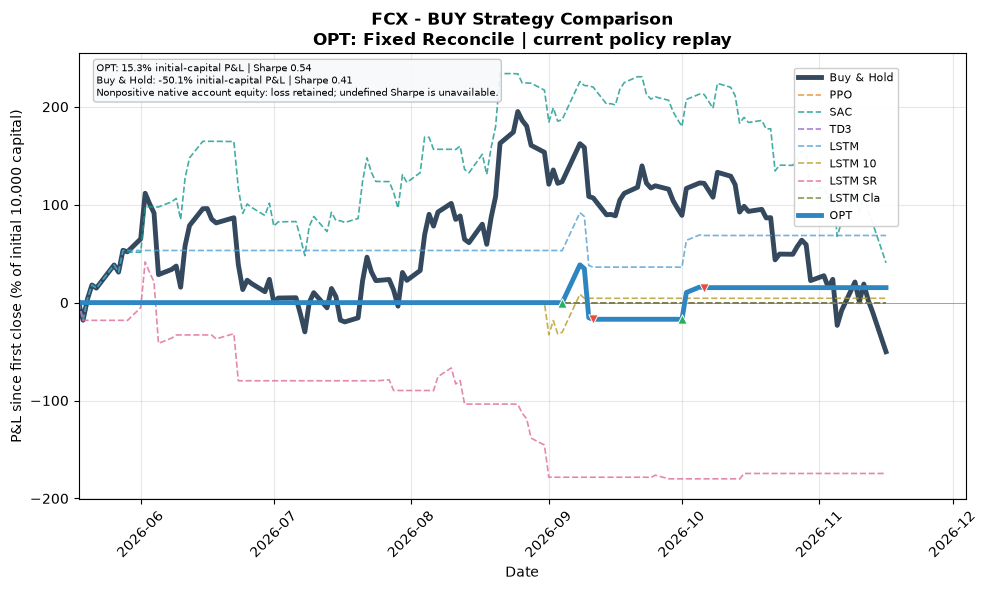 FCX - BUY Strategy Comparison
OPT: Fixed Reconcile | current policy replay
OPT: 15.3% initial-capital P&L | Sharpe 0.54
Buy & Hold: -50.1% initial-capital P&L | Sharpe 0.41
Nonpositive native account equity: loss retained; undefined Sharpe is unavailable.
Buy & Hold
PPO
SAC
TD3
LSTM
LSTM 10
LSTM SR
LSTM Cla
OPT
P&L since first close (% of initial 10,000 capital)
200
100
0
−100
−200
2026-06
2026-07
2026-08
2026-09
2026-10
2026-11
2026-12
Date